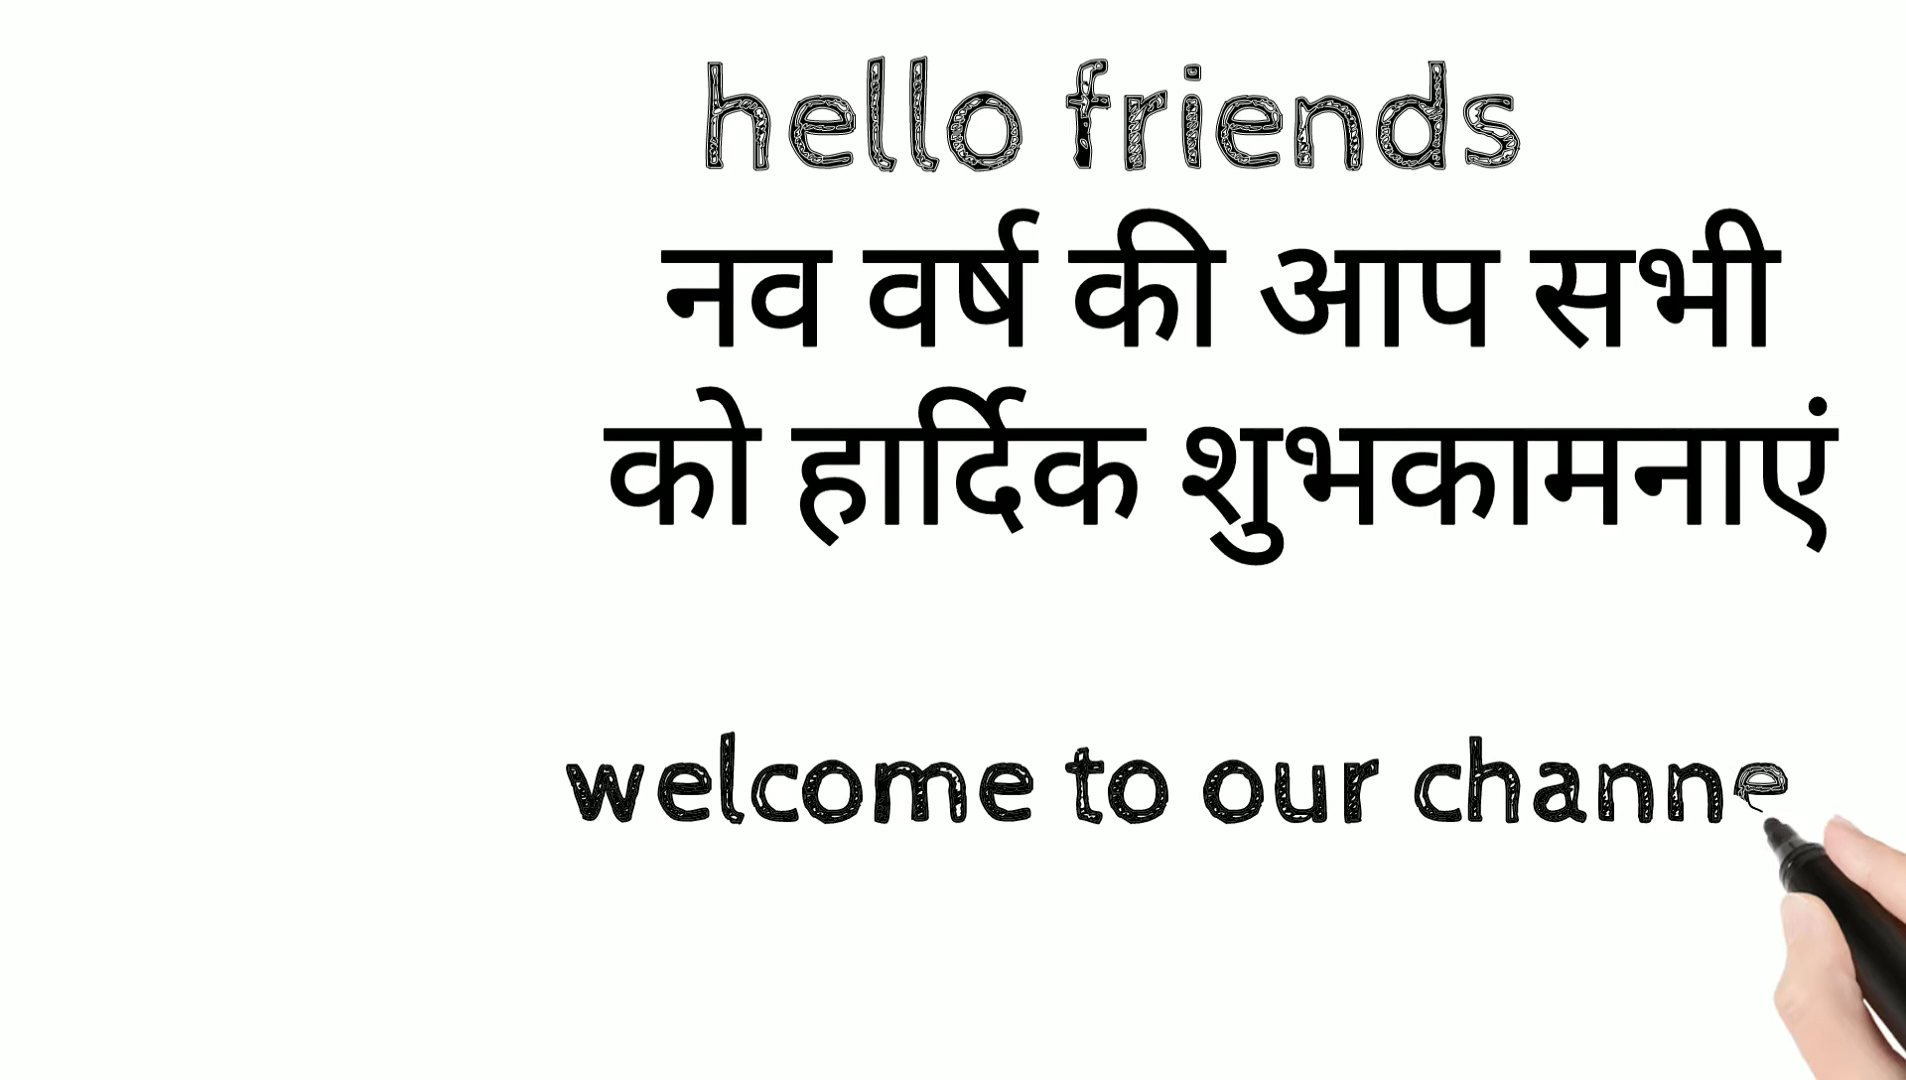 hello friends
नव वर्ष की आप सभी
को हार्दिक शुभकामनाएं
welcome to our channe